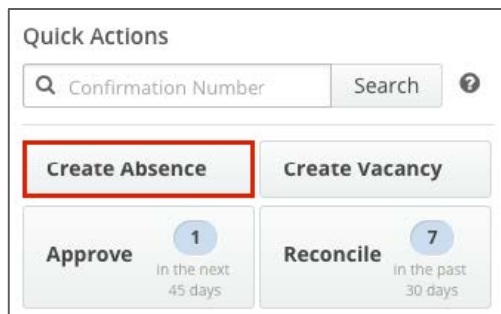 Quick Actions
Confirmation Number Search
Create Absence Create Vacancy
Approve 1 in the next 45 days
Reconcile 7 in the past 30 days